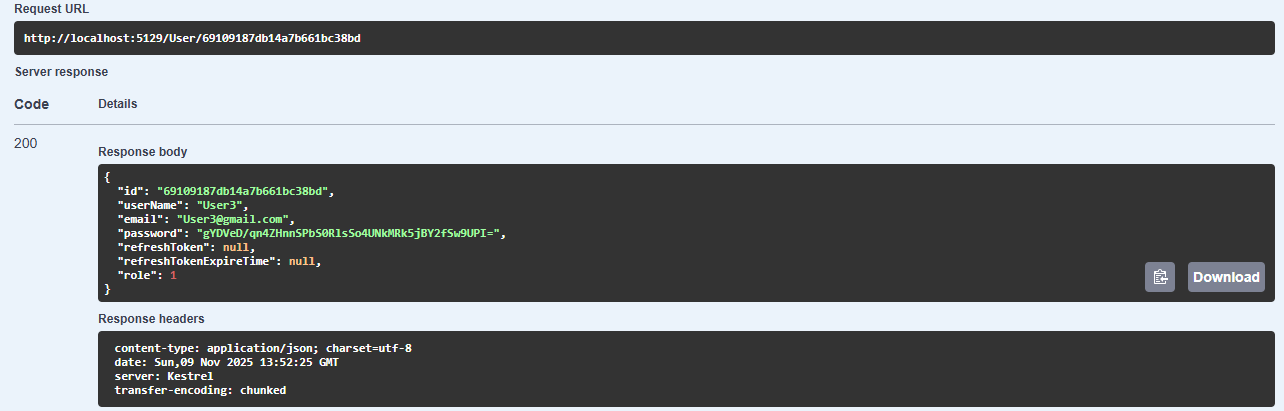 Request URL
http://localhost:5129/User/69109187db14a7b661bc38bd
Server response
Code Details
200
Response body
{
  "id": "69109187db14a7b661bc38bd",
  "userName": "User3",
  "email": "User3@gmail.com",
  "password": "gYDVeD/qn4ZHnnSPbS0RlsSo4UNkMRk5jBY2fSw9UPI=",
  "refreshToken": null,
  "refreshTokenExpireTime": null,
  "role": 1
}
Download
Response headers
content-type: application/json; charset=utf-8
date: Sun,09 Nov 2025 13:52:25 GMT
server: Kestrel
transfer-encoding: chunked